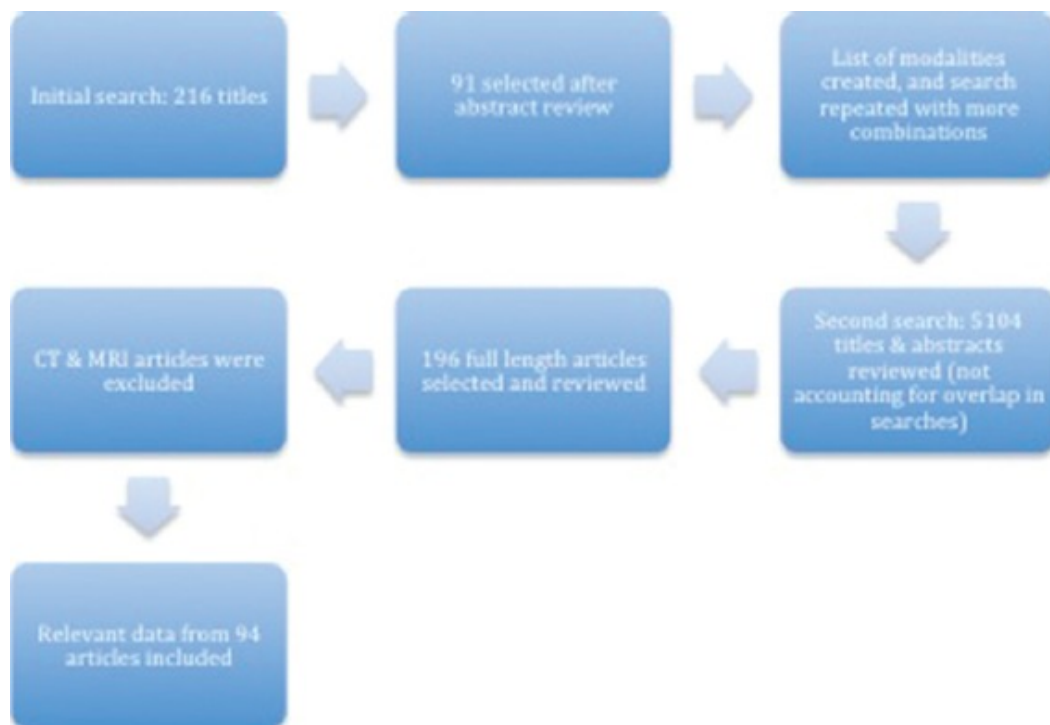 Initial search: 216 titles
91 selected after
abstract review
List of modalities
created, and search
repeated with more
combinations
Second search: 5104
titles & abstracts
reviewed (not
accounting for overlap in
searches)
196 full length articles
selected and reviewed
CT & MRI articles were
excluded
Relevant data from 94
articles included